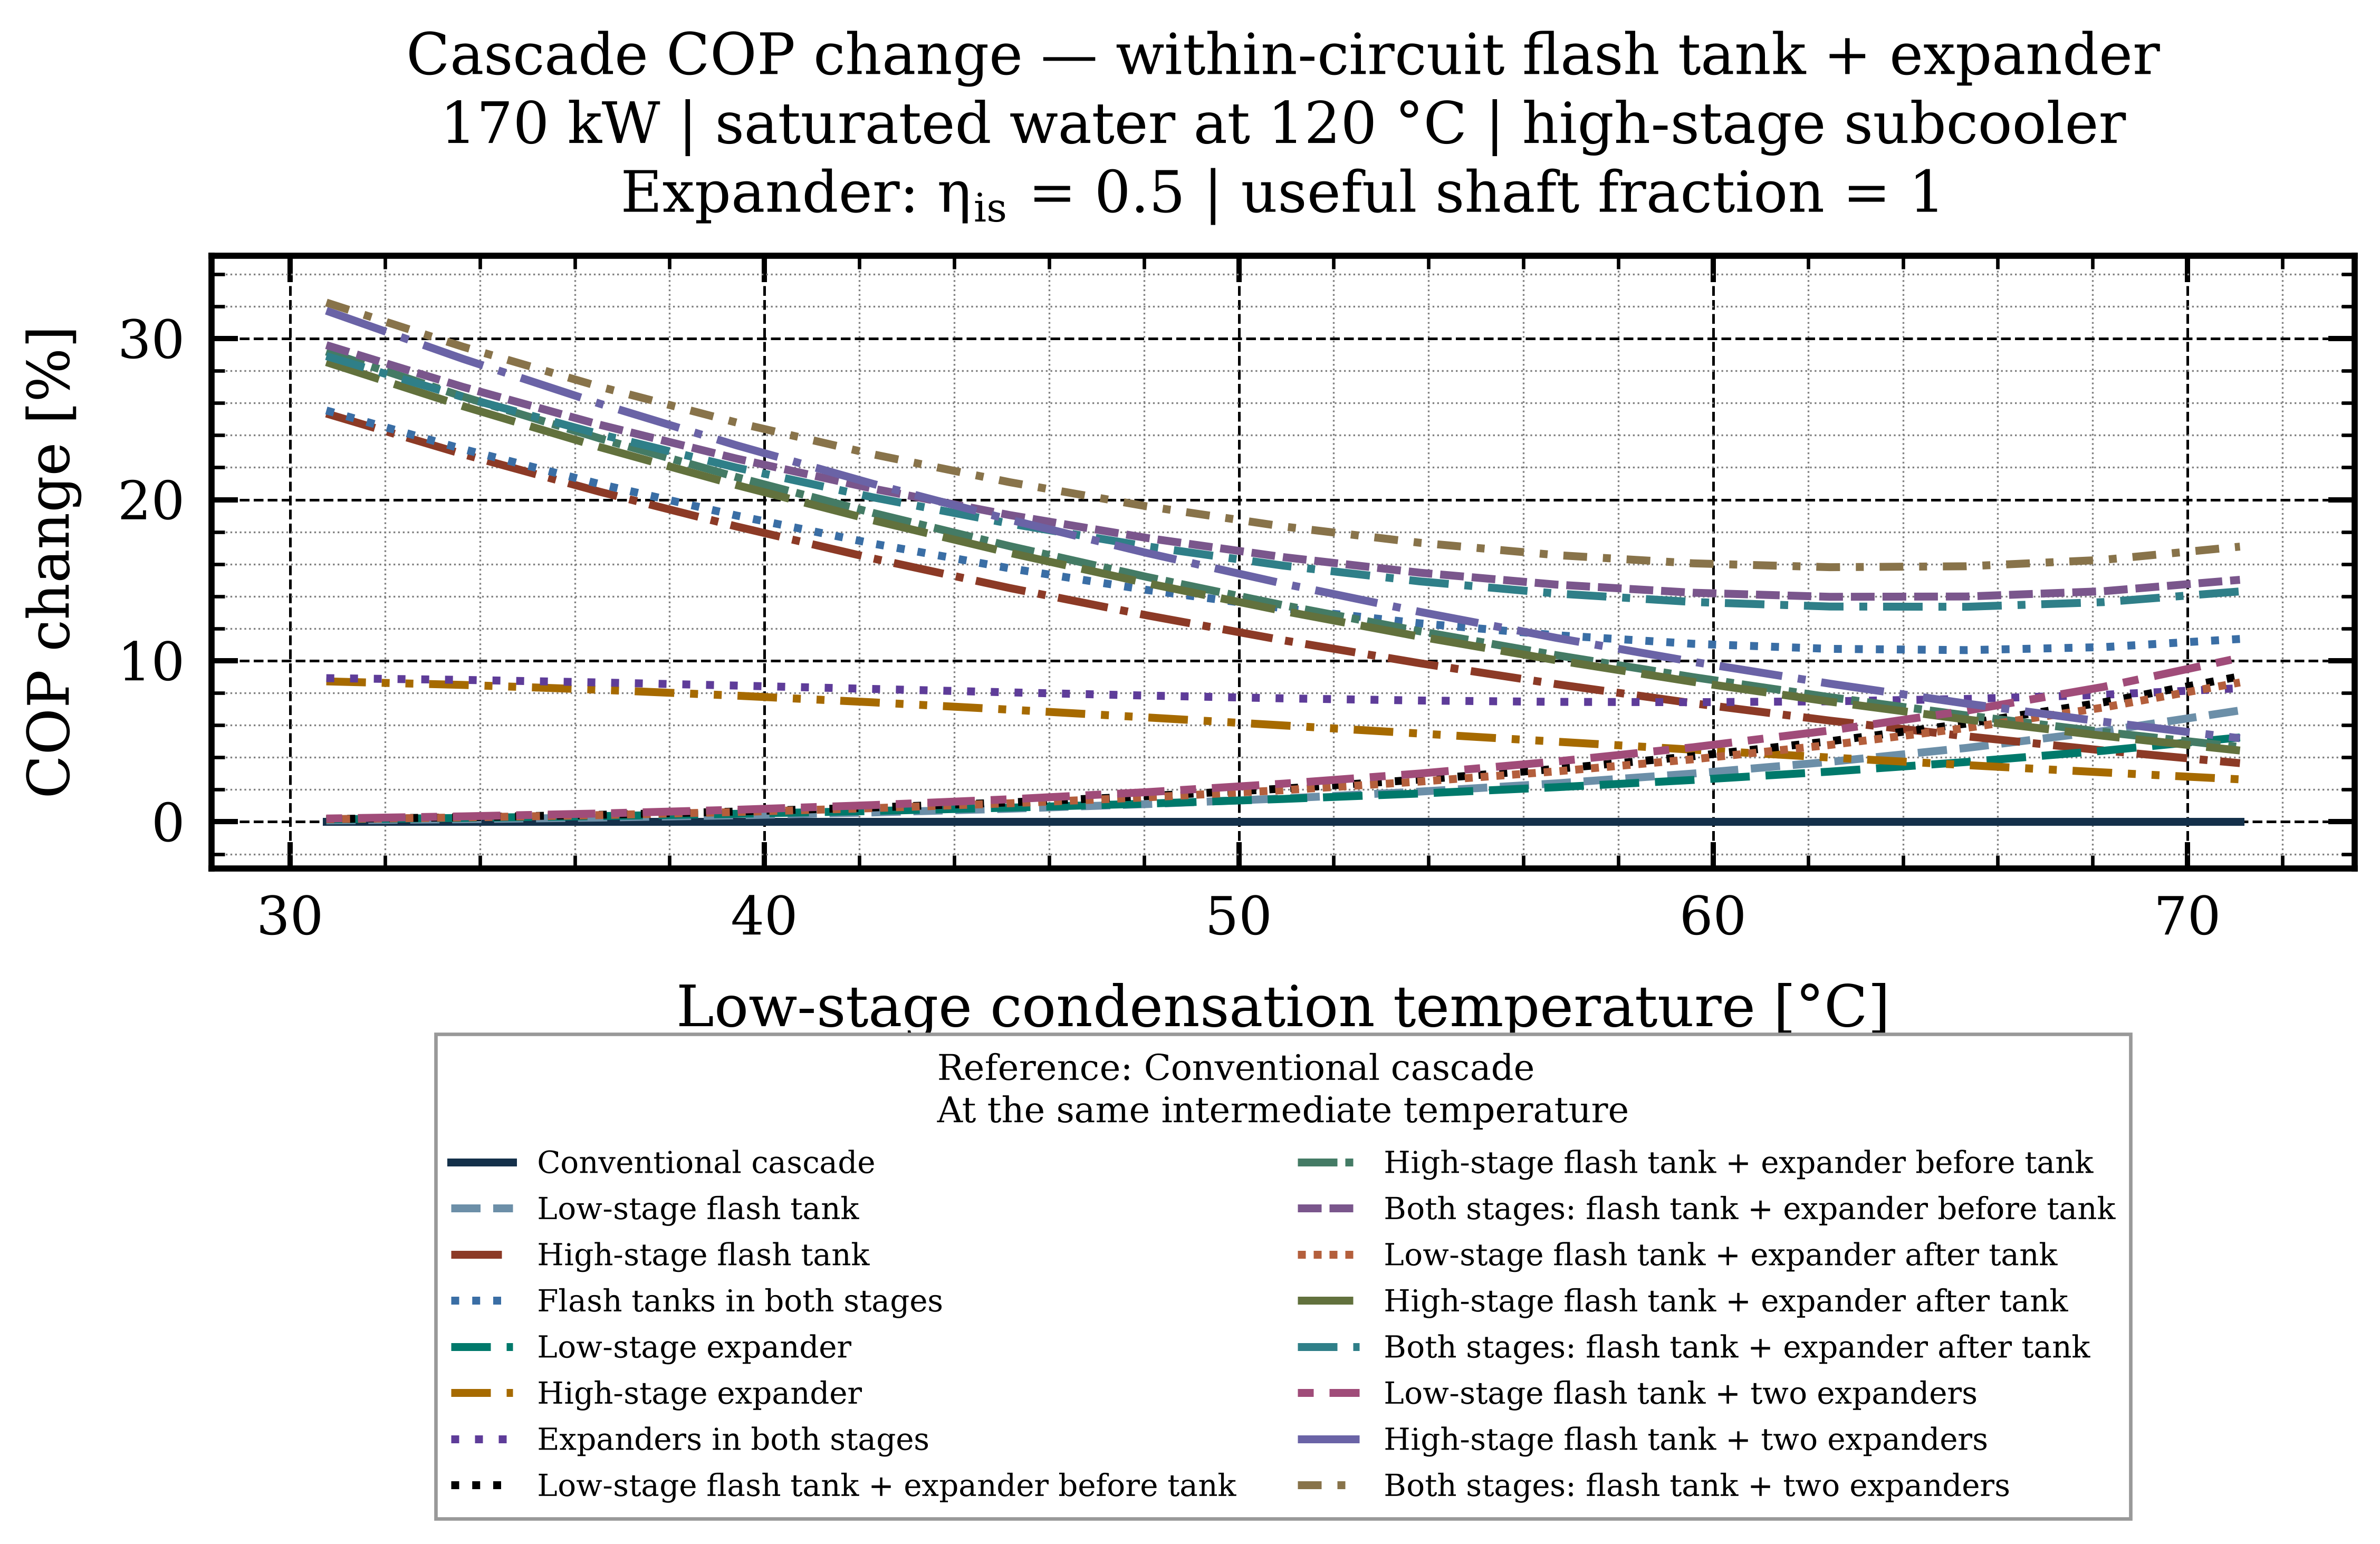 Cascade COP change — within-circuit flash tank + expander
170 kW | saturated water at 120 °C | high-stage subcooler
Expander: ηis = 0.5 | useful shaft fraction = 1
COP change [%]
30
20
10
0
30 40 50 60 70
Low-stage condensation temperature [°C]
Reference: Conventional cascade
At the same intermediate temperature
Conventional cascade
Low-stage flash tank
High-stage flash tank
Flash tanks in both stages
Low-stage expander
High-stage expander
Expanders in both stages
Low-stage flash tank + expander before tank
High-stage flash tank + expander before tank
Both stages: flash tank + expander before tank
Low-stage flash tank + expander after tank
High-stage flash tank + expander after tank
Both stages: flash tank + expander after tank
Low-stage flash tank + two expanders
High-stage flash tank + two expanders
Both stages: flash tank + two expanders